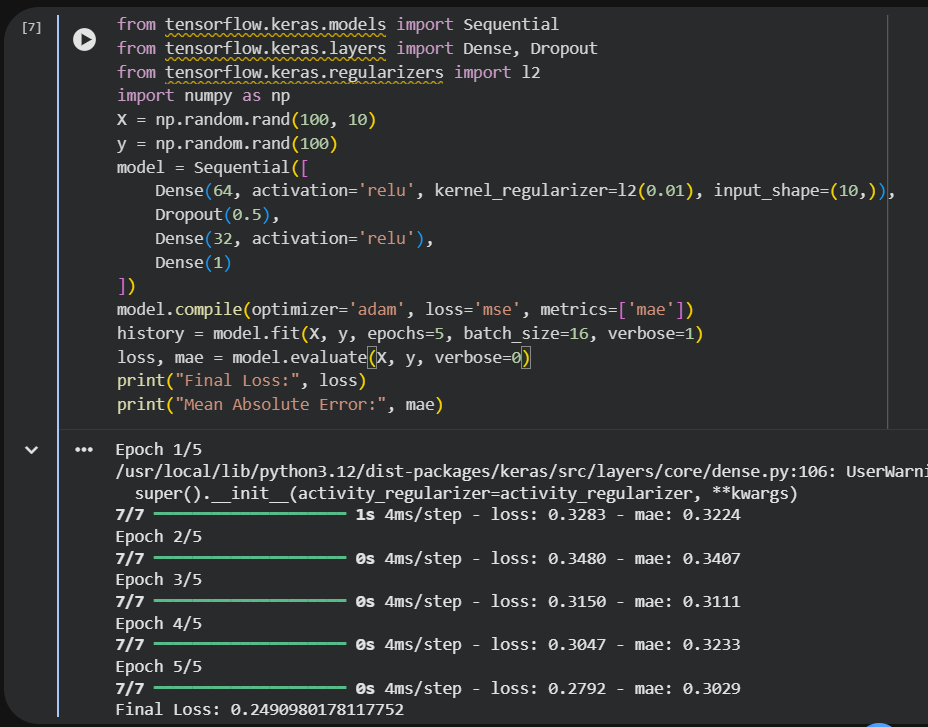 [7]
from tensorflow.keras.models import Sequential
from tensorflow.keras.layers import Dense, Dropout
from tensorflow.keras.regularizers import l2
import numpy as np
X = np.random.rand(100, 10)
y = np.random.rand(100)
model = Sequential([
    Dense(64, activation='relu', kernel_regularizer=l2(0.01), input_shape=(10,)),
    Dropout(0.5),
    Dense(32, activation='relu'),
    Dense(1)
])
model.compile(optimizer='adam', loss='mse', metrics=['mae'])
history = model.fit(X, y, epochs=5, batch_size=16, verbose=1)
loss, mae = model.evaluate(X, y, verbose=0)
print("Final Loss:", loss)
print("Mean Absolute Error:", mae)
Epoch 1/5
/usr/local/lib/python3.12/dist-packages/keras/src/layers/core/dense.py:106: UserWarni
  super().__init__(activity_regularizer=activity_regularizer, **kwargs)
7/7 1s 4ms/step - loss: 0.3283 - mae: 0.3224
Epoch 2/5
7/7 0s 4ms/step - loss: 0.3480 - mae: 0.3407
Epoch 3/5
7/7 0s 4ms/step - loss: 0.3150 - mae: 0.3111
Epoch 4/5
7/7 0s 4ms/step - loss: 0.3047 - mae: 0.3233
Epoch 5/5
7/7 0s 4ms/step - loss: 0.2792 - mae: 0.3029
Final Loss: 0.2490980178117752